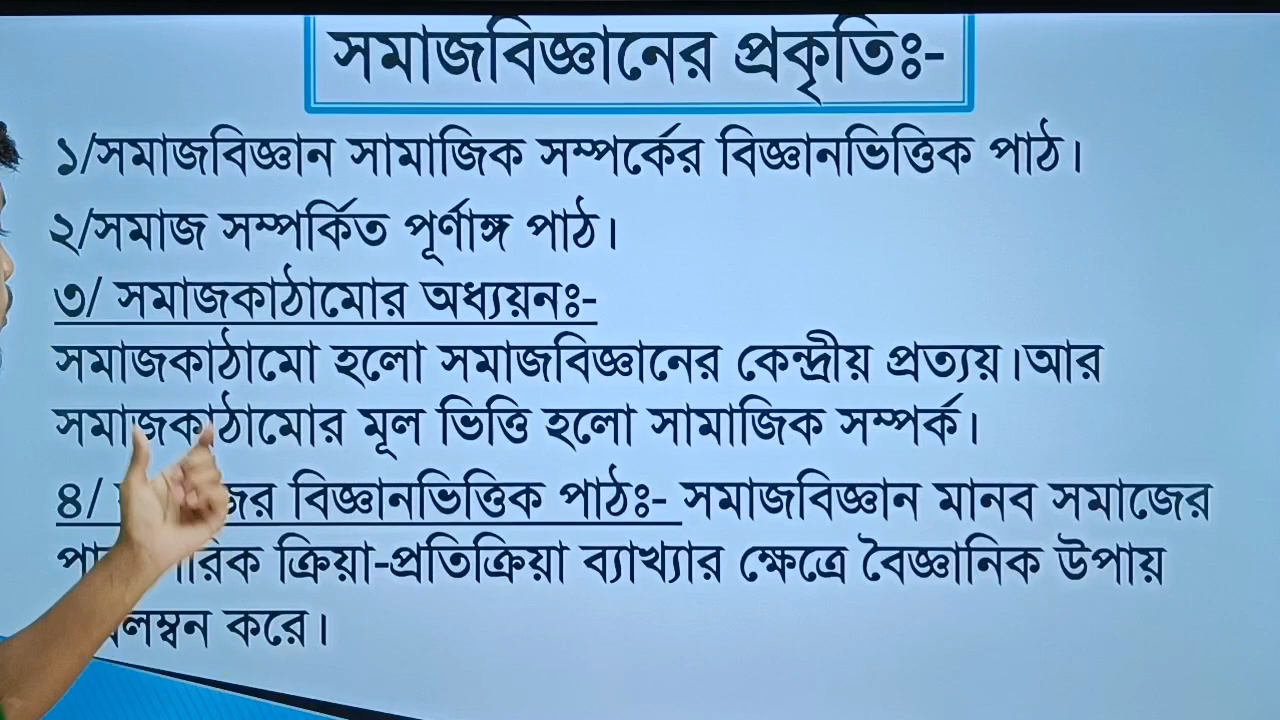 সমাজবিজ্ঞানের প্রকৃতিঃ-
১/সমাজবিজ্ঞান সামাজিক সম্পর্কের বিজ্ঞানভিত্তিক পাঠ।
২/সমাজ সম্পর্কিত পূর্ণাঙ্গ পাঠ।
৩/ সমাজকাঠামোর অধ্যয়নঃ-
সমাজকাঠামো হলো সমাজবিজ্ঞানের কেন্দ্রীয় প্রত্যয়।আর
সমাজকাঠামোর মূল ভিত্তি হলো সামাজিক সম্পর্ক।
৪/ বিজ্ঞানভিত্তিক পাঠঃ- সমাজবিজ্ঞান মানব সমাজের
ক্রিয়া-প্রতিক্রিয়া ব্যাখ্যার ক্ষেত্রে বৈজ্ঞানিক উপায়
করে।